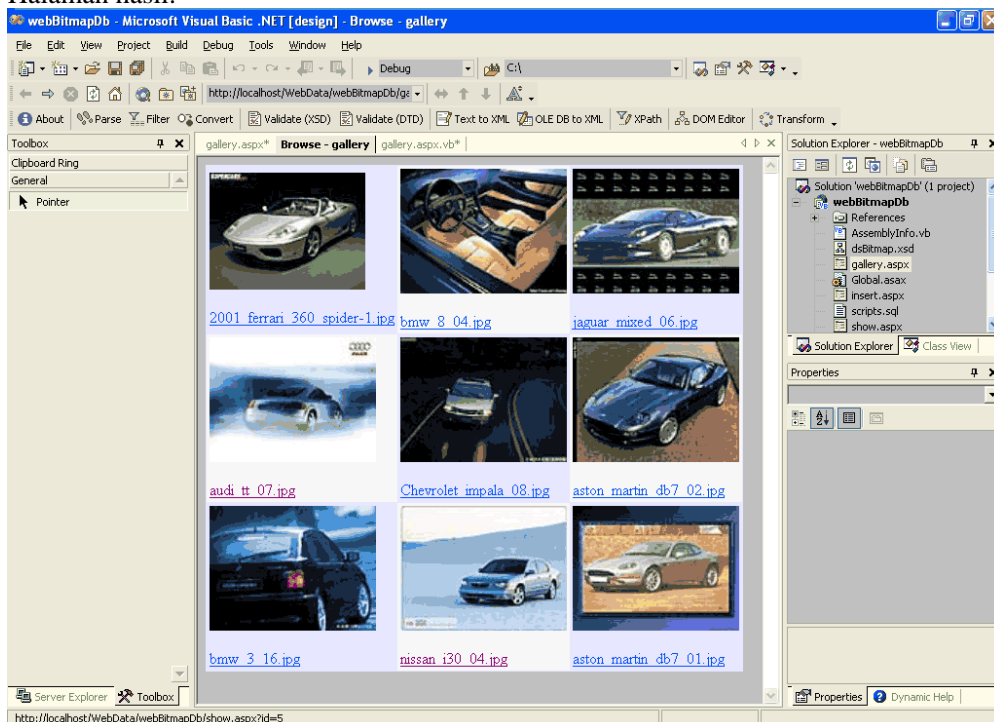 Halaman hasil:
webBitmapDb - Microsoft Visual Basic .NET [design] - Browse - gallery
File Edit View Project Build Debug Tools Window Help
Debug C:\
http://localhost/WebData/webBitmapDb/ga
About Parse Filter Convert Validate (XSD) Validate (DTD) Text to XML OLE DB to XML XPath DOM Editor Transform
Toolbox
Clipboard Ring
General
Pointer
gallery.aspx* Browse - gallery gallery.aspx.vb*
SUPERCARS
2001_ferrari_360_spider-1.jpg bmw_8_04.jpg jaguar_mixed_06.jpg
audi_tt_07.jpg Chevrolet_impala_08.jpg aston_martin_db7_02.jpg
bmw_3_16.jpg nissan_i30_04.jpg aston_martin_db7_01.jpg
Solution Explorer - webBitmapDb
Solution 'webBitmapDb' (1 project)
webBitmapDb
References
AssemblyInfo.vb
dsBitmap.xsd
gallery.aspx
Global.asax
insert.aspx
scripts.sql
show.aspx
Solution Explorer Class View
Properties
Server Explorer Toolbox
Properties Dynamic Help
http://localhost/WebData/webBitmapDb/show.aspx?id=5